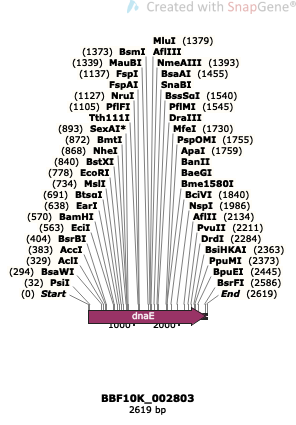 Created with SnapGene®
MluI (1379)
(1373) BsmI AflIII
(1339) MauBI NmeAIII (1393)
(1137) FspI BsaAI (1455)
FspAI SnaBI
(1127) NruI BssSαI (1540)
(1105) PflFI PflMI (1545)
Tth111I DraIII
(893) SexAI* MfeI (1730)
(872) BmtI PspOMI (1755)
(868) NheI ApaI (1759)
(840) BstXI BanII
(778) EcoRI BaeGI
(734) MslI Bme1580I
(691) BtsαI BciVI (1840)
(638) EarI NspI (1986)
(570) BamHI AflII (2134)
(563) EciI PvuII (2211)
(404) BsrBI DrdI (2284)
(383) AccI BsiHKAI (2363)
(329) AclI PpuMI (2373)
(294) BsaWI BpuEI (2445)
(32) PsiI BsrFI (2586)
(0) Start End (2619)
dnaE
1000 2000
BBF10K_002803
2619 bp